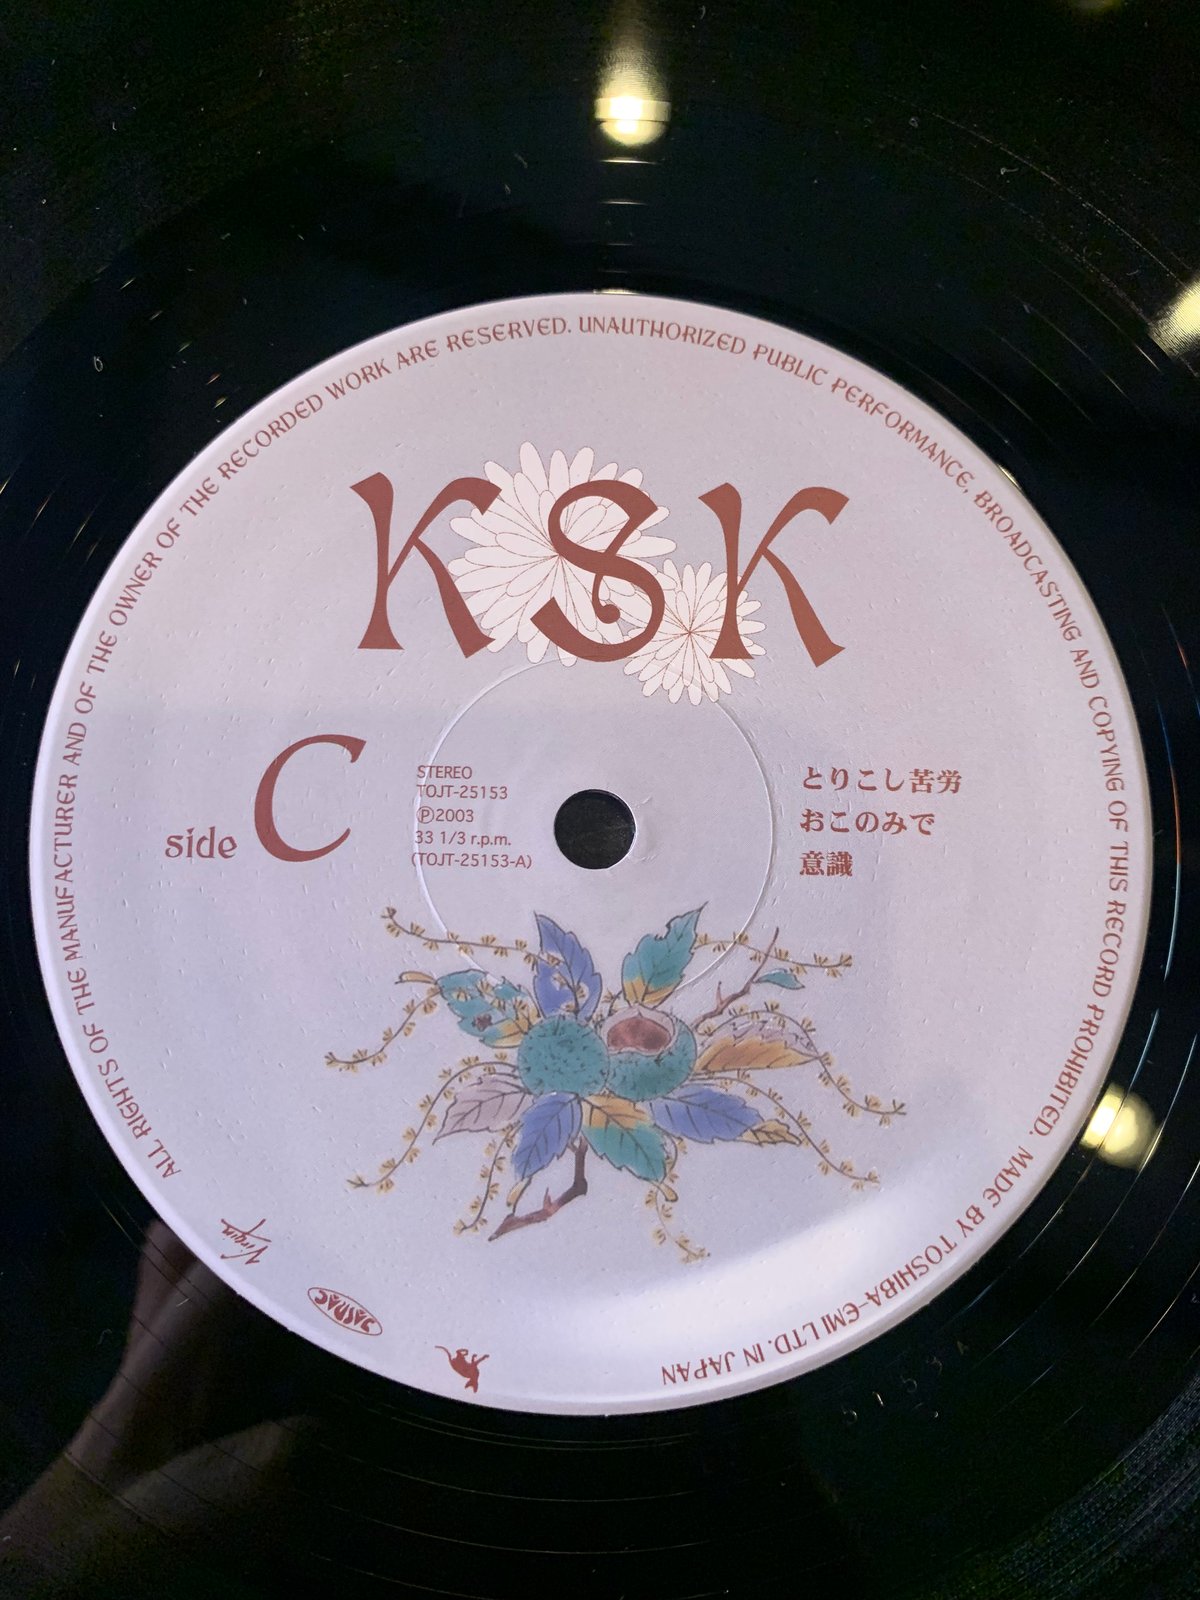 ALL RIGHTS OF THE MANUFACTURER AND OF THE OWNER OF THE RECORDED WORK ARE RESERVED. UNAUTHORIZED PUBLIC PERFORMANCE, BROADCASTING AND COPYING OF THIS RECORD PROHIBITED. MADE BY TOSHIBA-EMI LTD. IN JAPAN
KSK
side C
STEREO
TOJT-25153
Ⓟ2003
33 1/3 r.p.m.
(TOJT-25153-A)
とりこし苦労
おこのみで
意識
Virgin
JASRAC